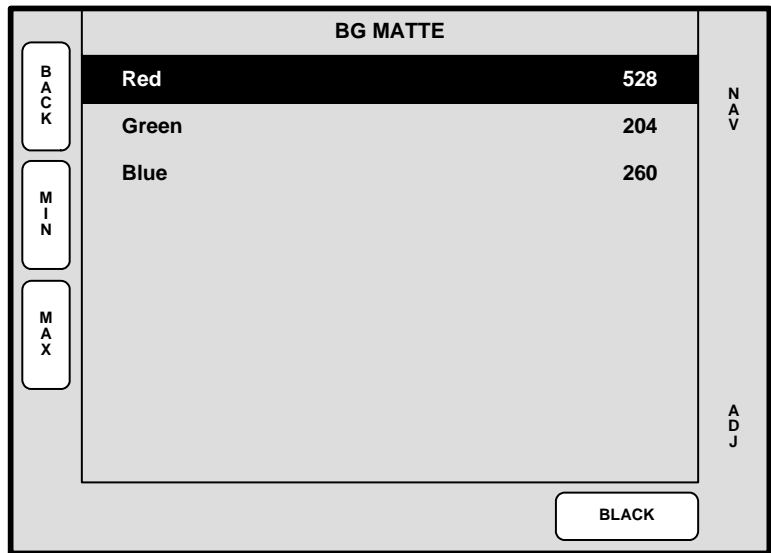 BG MATTE
BACK
MIN
MAX
Red 528
Green 204
Blue 260
NAV
ADJ
BLACK